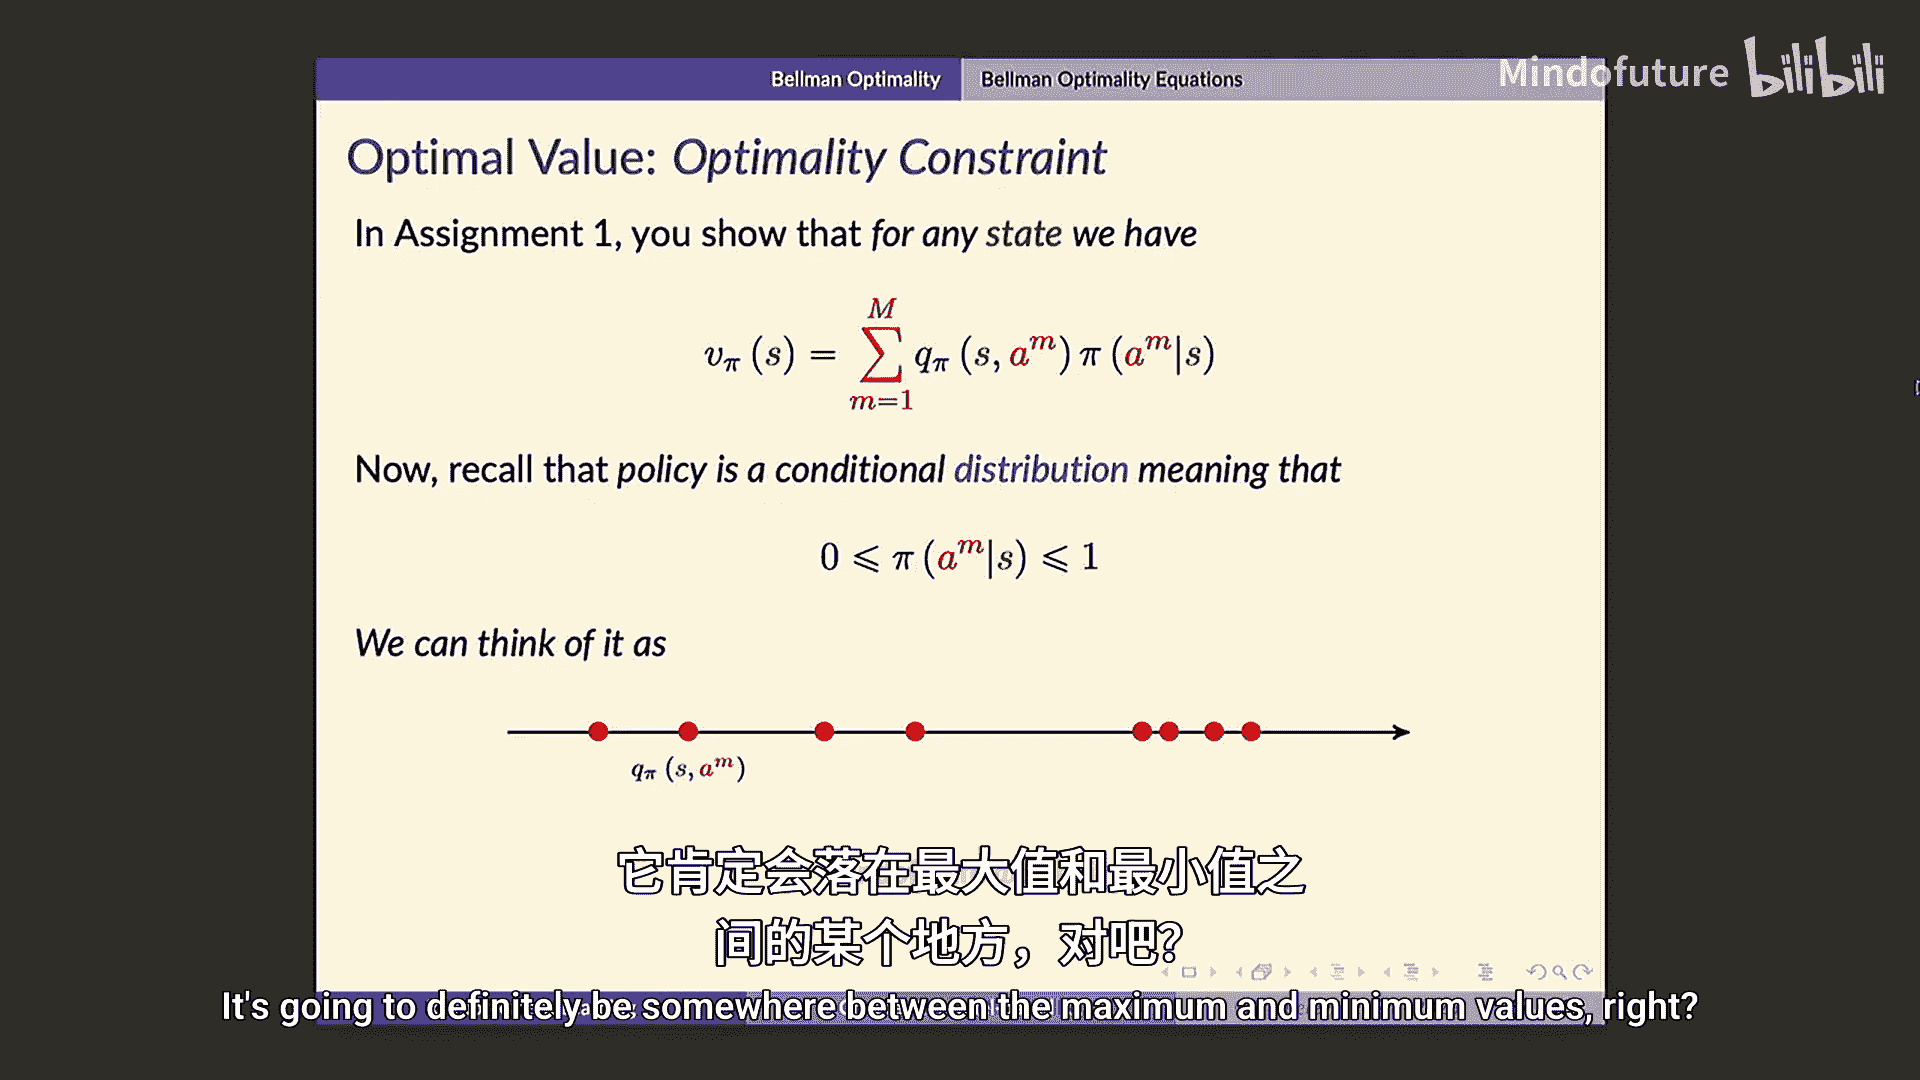 Mindofuture bilibili
Bellman Optimality Bellman Optimality Equations
Optimal Value: Optimality Constraint
In Assignment 1, you show that for any state we have
M
v_π (s) = ∑ q_π (s, a^m) π (a^m|s)
m=1
Now, recall that policy is a conditional distribution meaning that
0 ⩽ π (a^m|s) ⩽ 1
We can think of it as
q_π (s, a^m)
它肯定会落在最大值和最小值之
间的某个地方，对吧？
It's going to definitely be somewhere between the maximum and minimum values, right?